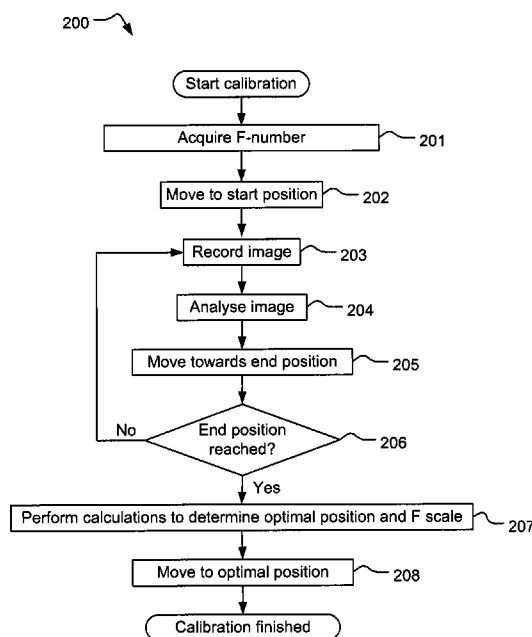 200
Start calibration
Acquire F-number
201
Move to start position
202
Record image
203
Analyse image
204
Move towards end position
205
No
End position
reached?
206
Yes
Perform calculations to determine optimal position and F scale
207
Move to optimal position
208
Calibration finished